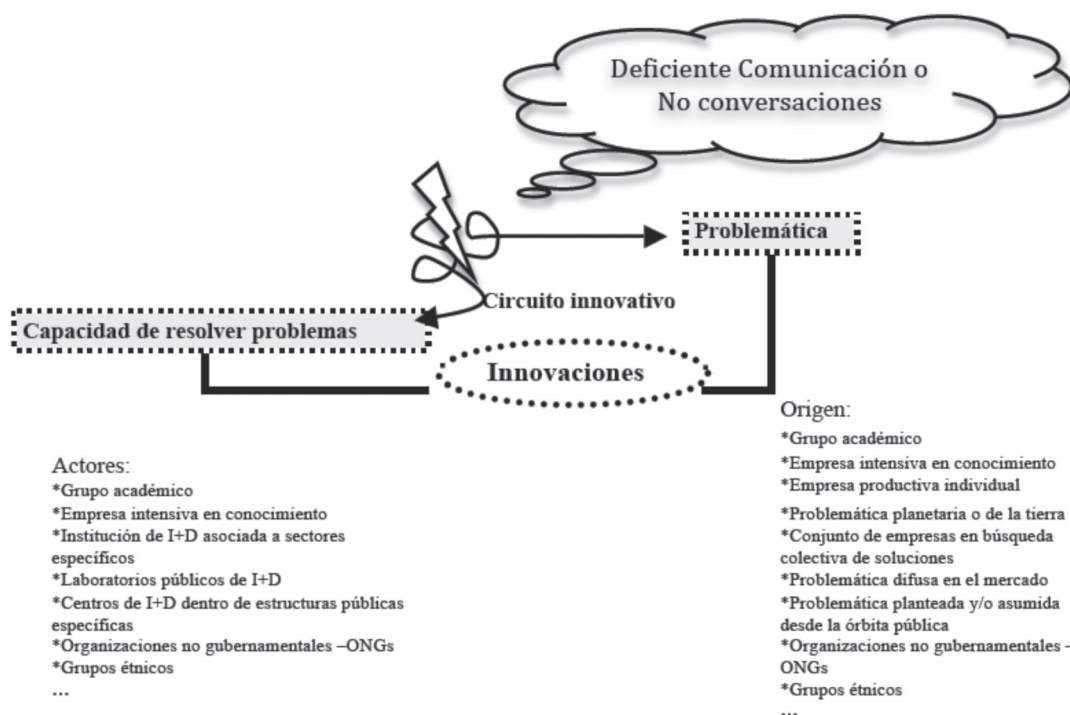 Deficiente Comunicación o
No conversaciones
Problemática
Circuito innovativo
Capacidad de resolver problemas
Innovaciones
Actores:
*Grupo académico
*Empresa intensiva en conocimiento
*Institución de I+D asociada a sectores
específicos
*Laboratorios públicos de I+D
*Centros de I+D dentro de estructuras públicas
específicas
*Organizaciones no gubernamentales –ONGs
*Grupos étnicos
...
Origen:
*Grupo académico
*Empresa intensiva en conocimiento
*Empresa productiva individual
*Problemática planetaria o de la tierra
*Conjunto de empresas en búsqueda
colectiva de soluciones
*Problemática difusa en el mercado
*Problemática planteada y/o asumida
desde la órbita pública
*Organizaciones no gubernamentales –
ONGs
*Grupos étnicos
...